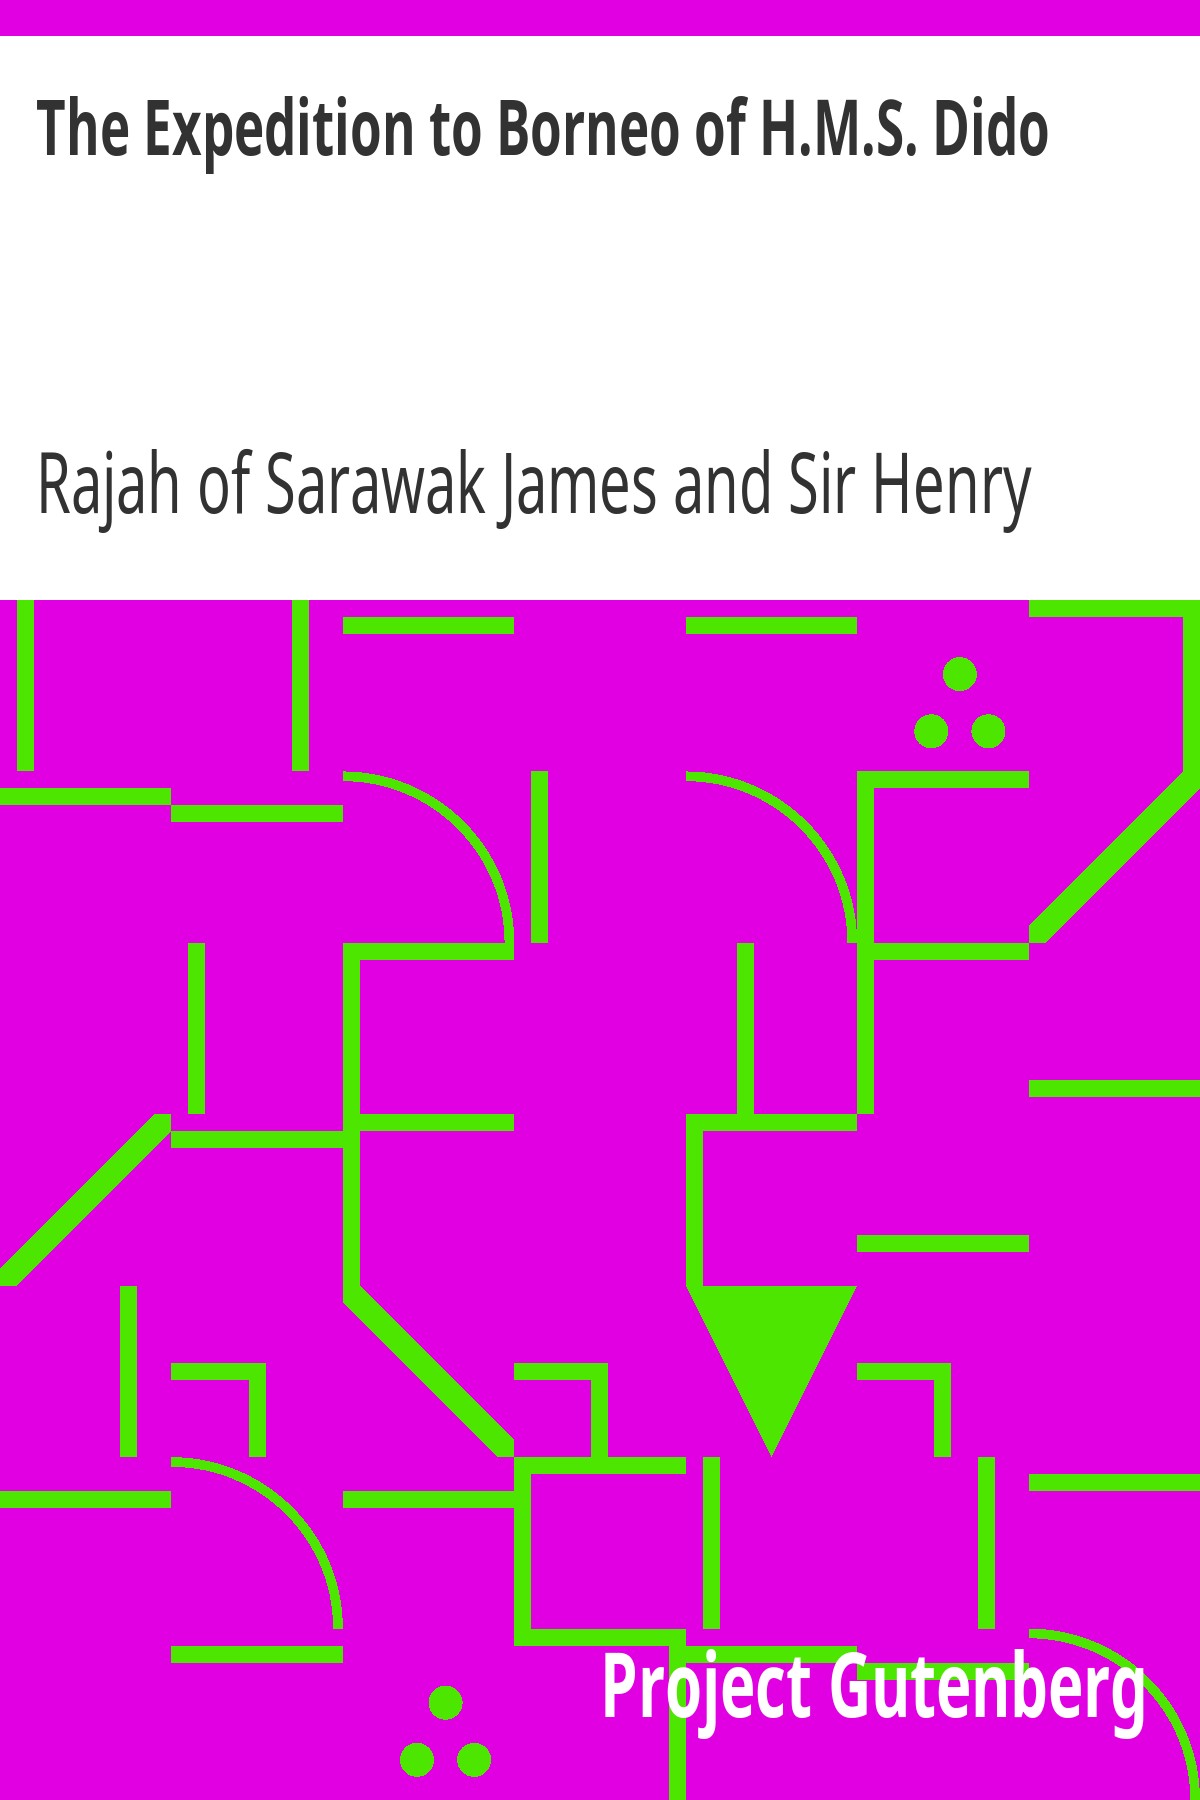 The Expedition to Borneo of H.M.S. Dido
Rajah of Sarawak James and Sir Henry
Project Gutenberg